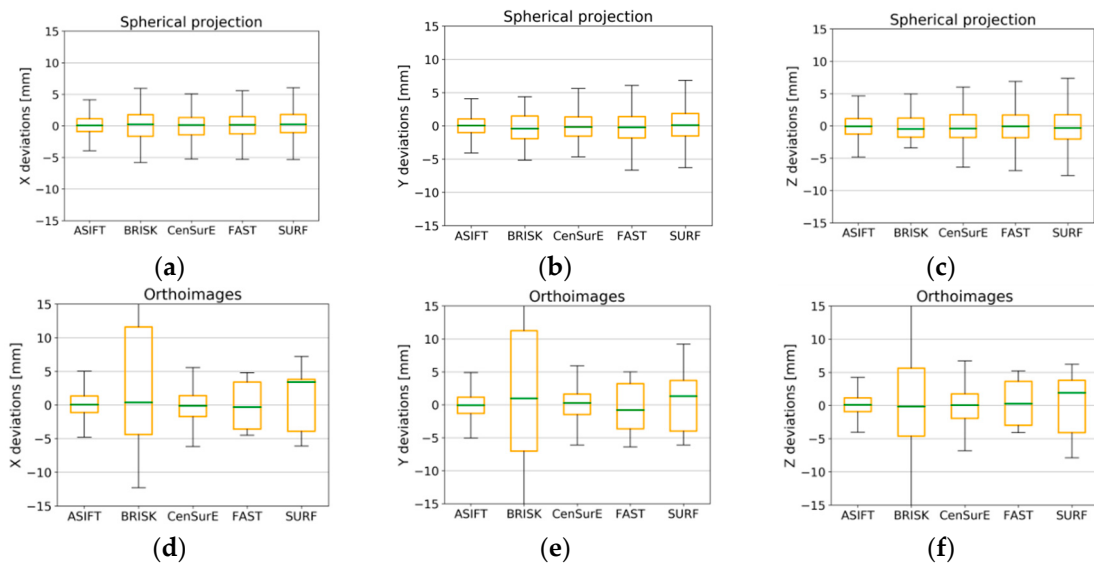 Spherical projection
15
10
5
0
−5
−10
−15
X deviations [mm]
ASIFT BRISK CenSurE FAST SURF
(a)
Spherical projection
15
10
5
0
−5
−10
−15
Y deviations [mm]
ASIFT BRISK CenSurE FAST SURF
(b)
Spherical projection
15
10
5
0
−5
−10
−15
Z deviations [mm]
ASIFT BRISK CenSurE FAST SURF
(c)
Orthoimages
15
10
5
0
−5
−10
−15
X deviations [mm]
ASIFT BRISK CenSurE FAST SURF
(d)
Orthoimages
15
10
5
0
−5
−10
−15
Y deviations [mm]
ASIFT BRISK CenSurE FAST SURF
(e)
Orthoimages
15
10
5
0
−5
−10
−15
Z deviations [mm]
ASIFT BRISK CenSurE FAST SURF
(f)